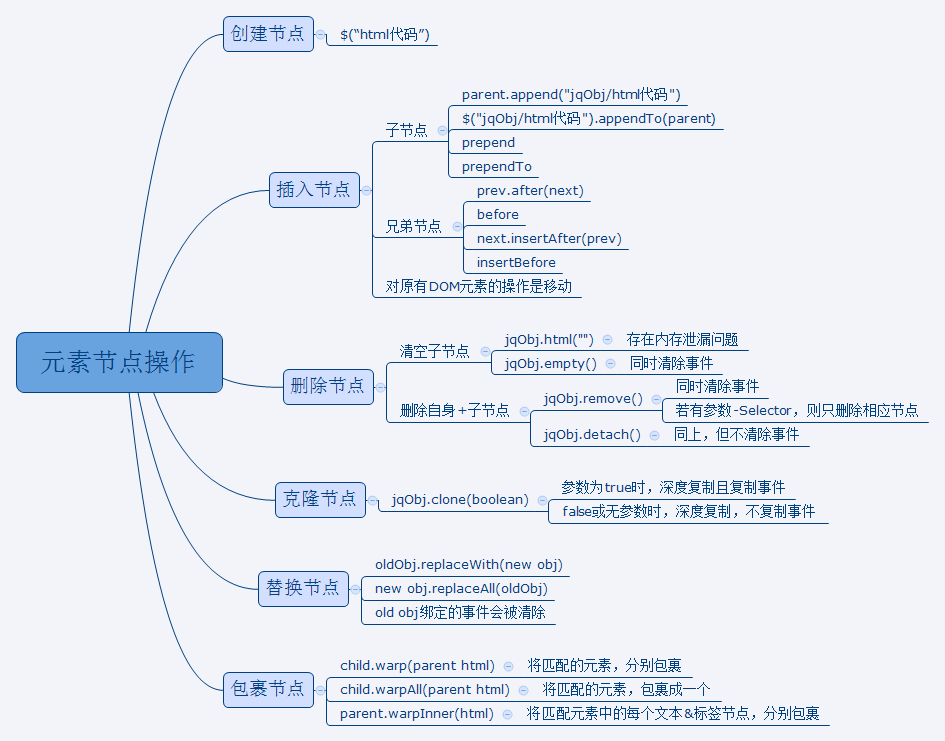 创建节点
$(“html代码”)
parent.append("jqObj/html代码")
子节点
$("jqObj/html代码").appendTo(parent)
prepend
prependTo
插入节点
prev.after(next)
before
兄弟节点
next.insertAfter(prev)
insertBefore
对原有DOM元素的操作是移动
元素节点操作
jqObj.html("") 存在内存泄漏问题
清空子节点
jqObj.empty() 同时清除事件
删除节点
同时清除事件
jqObj.remove()
删除自身+子节点
若有参数-Selector，则只删除相应节点
jqObj.detach() 同上，但不清除事件
参数为true时，深度复制且复制事件
克隆节点
jqObj.clone(boolean)
false或无参数时，深度复制，不复制事件
oldObj.replaceWith(new obj)
替换节点
new obj.replaceAll(oldObj)
old obj绑定的事件会被清除
child.warp(parent html) 将匹配的元素，分别包裹
包裹节点
child.warpAll(parent html) 将匹配的元素，包裹成一个
parent.warpInner(html) 将匹配元素中的每个文本&标签节点，分别包裹